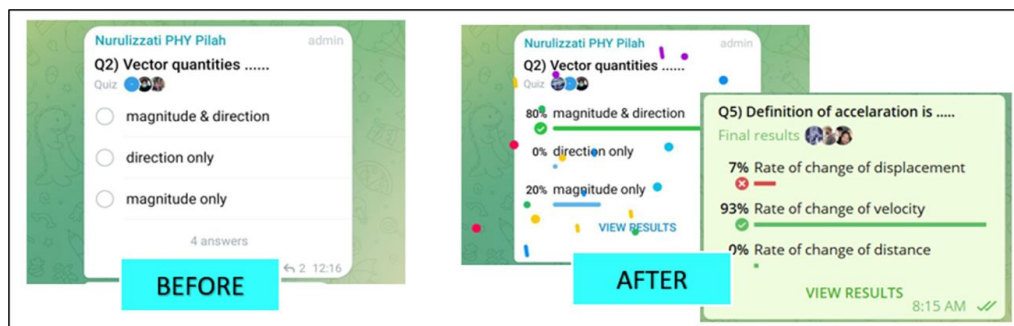 Nurulizzati PHY Pilah admin
Q2) Vector quantities ......
Quiz
magnitude & direction
direction only
magnitude only
4 answers
2 12:16
BEFORE
Nurulizzati PHY Pilah admin
Q2) Vector quantities ......
Quiz
80% magnitude & direction
0% direction only
20% magnitude only
VIEW RESULTS
AFTER
Q5) Definition of accelaration is .....
Final results
7% Rate of change of displacement
93% Rate of change of velocity
0% Rate of change of distance
VIEW RESULTS
8:15 AM